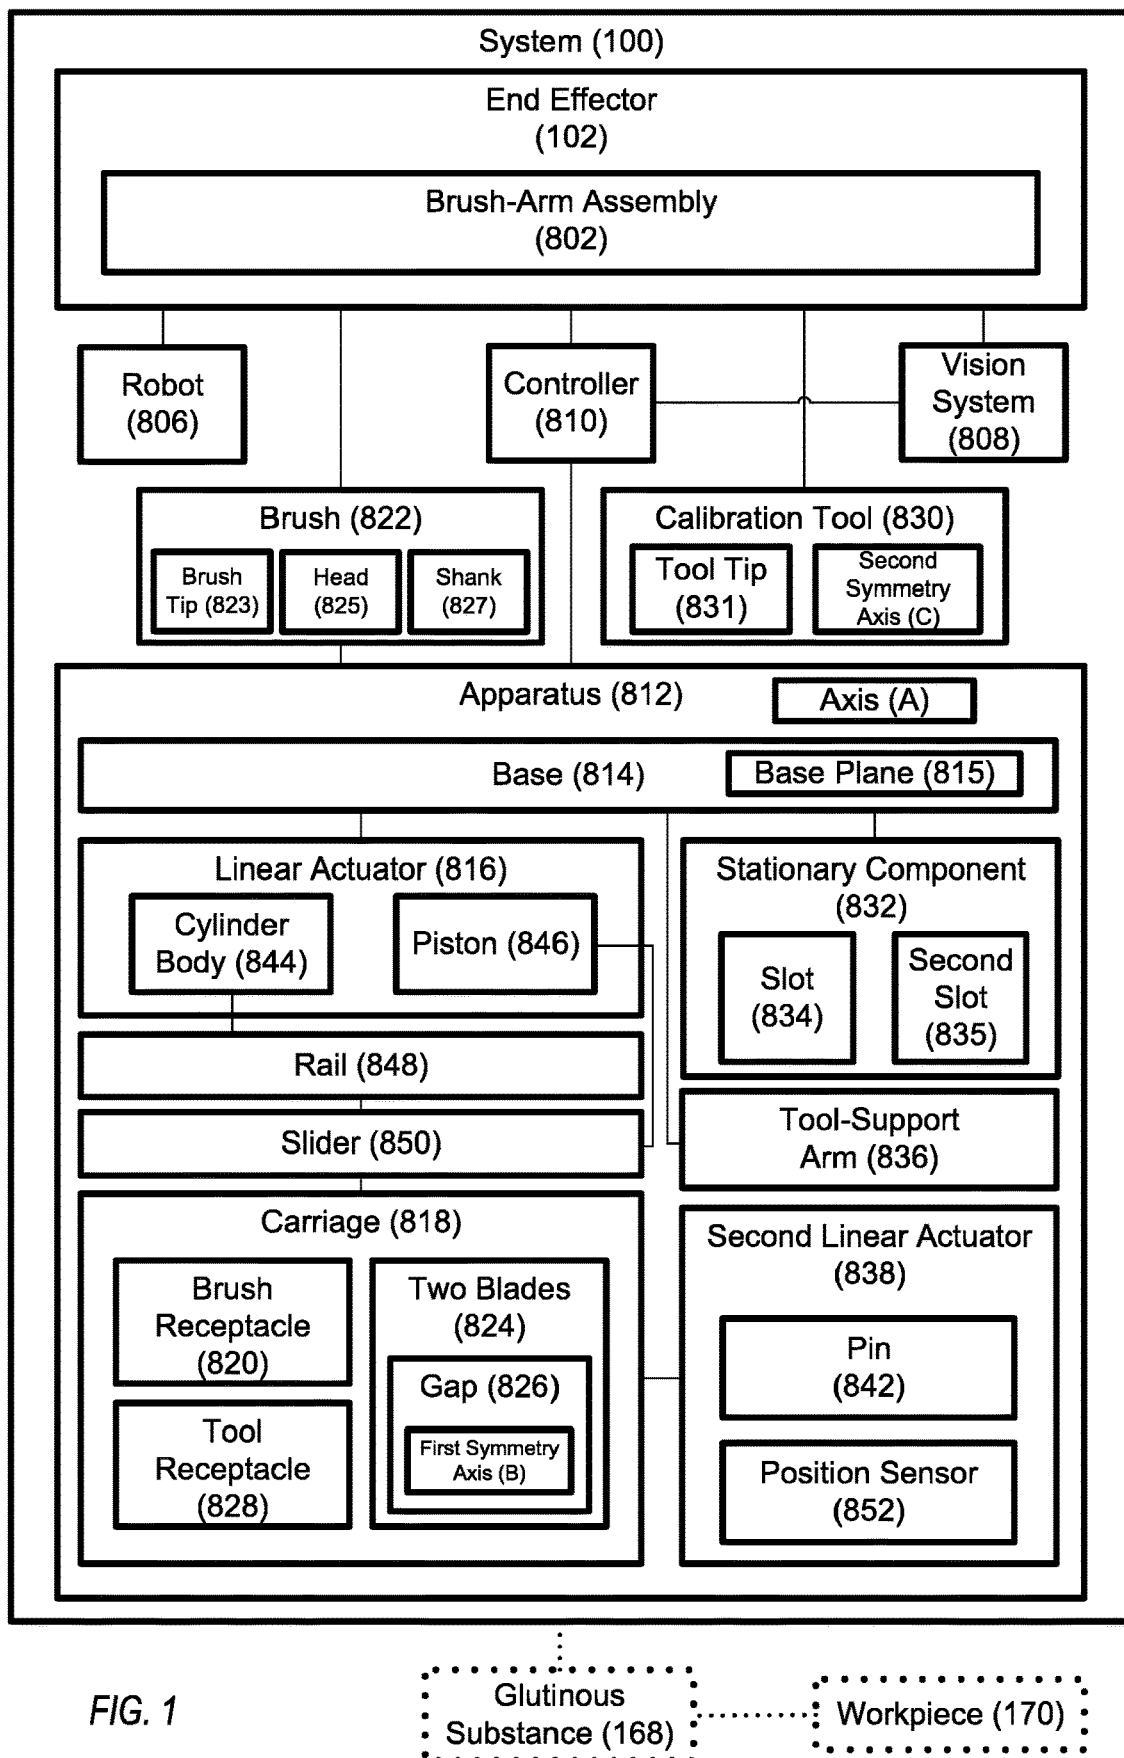 System (100)
End Effector
(102)
Brush-Arm Assembly
(802)
Robot
(806)
Controller
(810)
Vision
System
(808)
Brush (822)
Brush
Tip (823)
Head
(825)
Shank
(827)
Calibration Tool (830)
Tool Tip
(831)
Second
Symmetry
Axis (C)
Apparatus (812)
Axis (A)
Base (814)
Base Plane (815)
Linear Actuator (816)
Cylinder
Body (844)
Piston (846)
Stationary Component
(832)
Slot
(834)
Second
Slot
(835)
Rail (848)
Slider (850)
Tool-Support
Arm (836)
Carriage (818)
Brush
Receptacle
(820)
Tool
Receptacle
(828)
Two Blades
(824)
Gap (826)
First Symmetry
Axis (B)
Second Linear Actuator
(838)
Pin
(842)
Position Sensor
(852)
FIG. 1
Glutinous
Substance (168)
Workpiece (170)